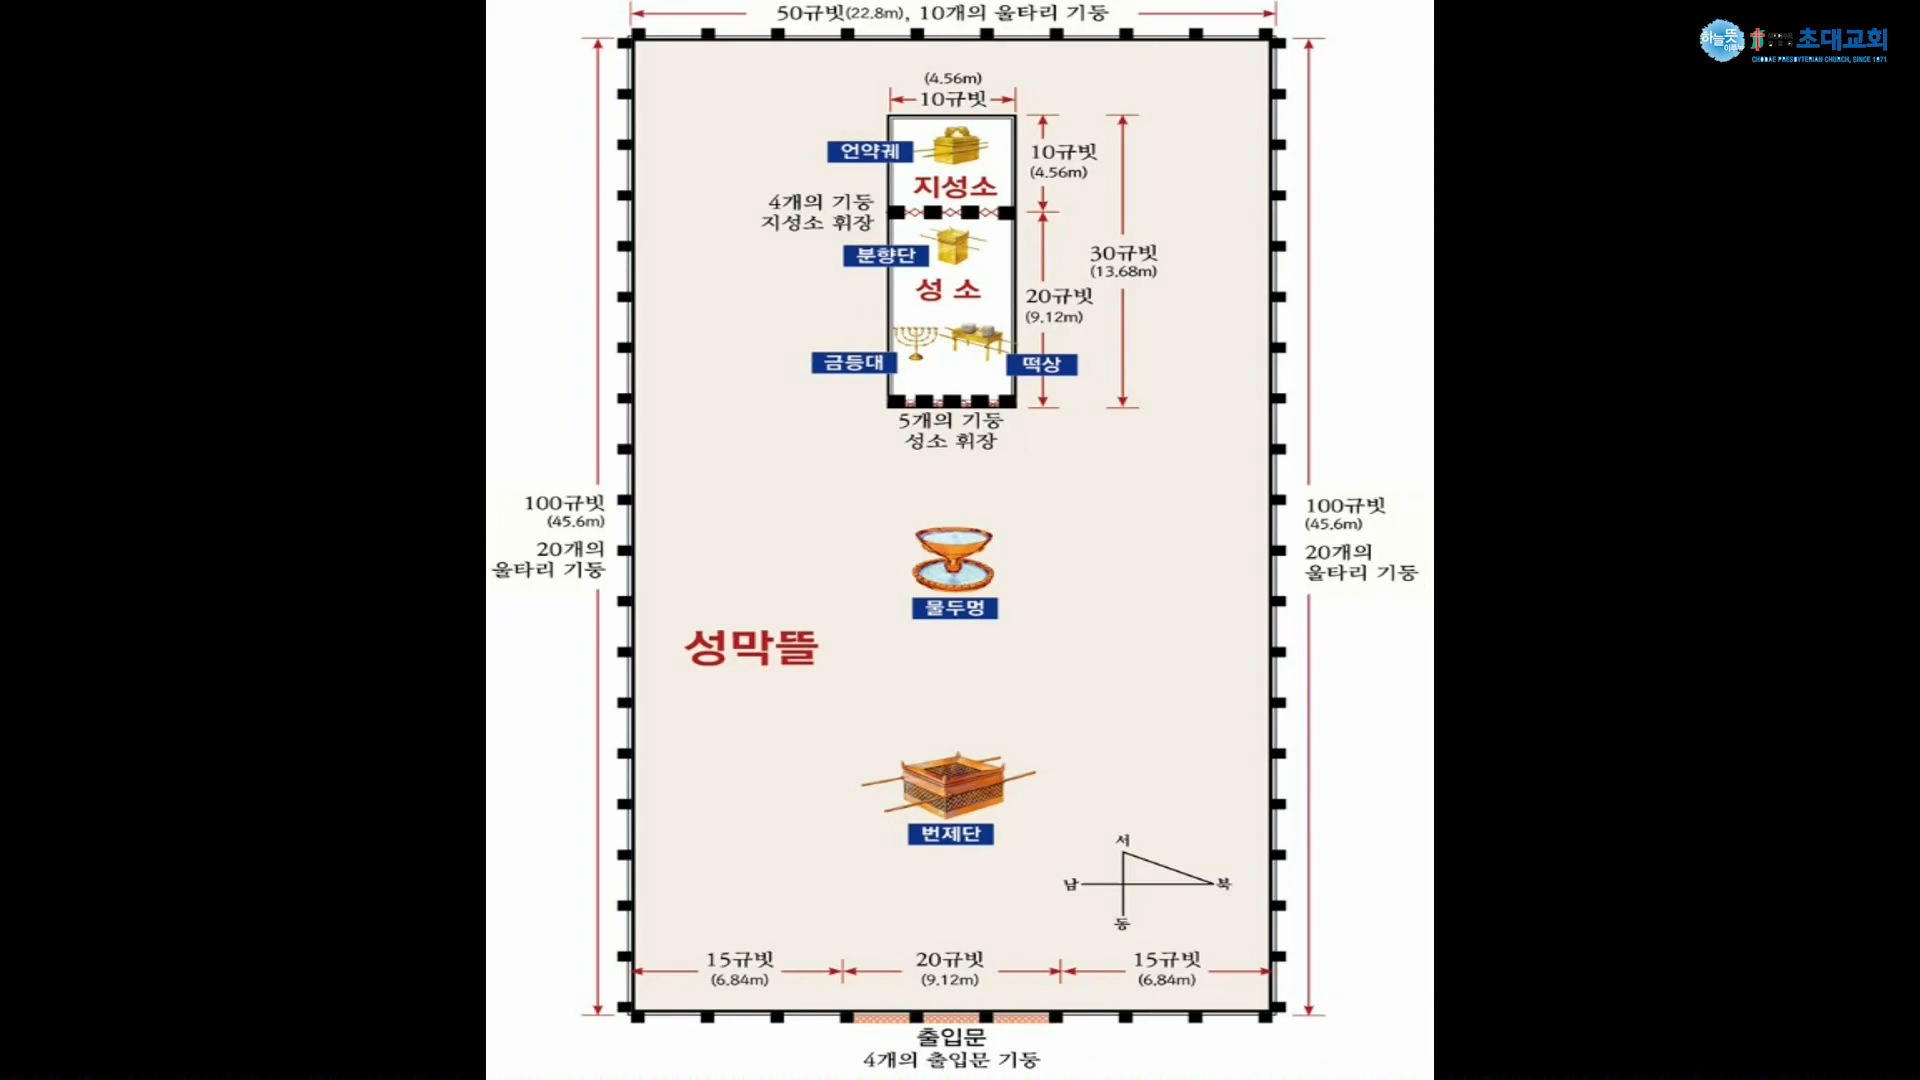 50규빗(22.8m), 10개의 울타리 기둥
하늘뜻
초대교회
CHODAE PRESBYTERIAN CHURCH, SINCE 1971
(4.56m)
10규빗
언약궤
지성소
10규빗
(4.56m)
4개의 기둥
지성소 휘장
분향단
성 소
30규빗
(13.68m)
20규빗
(9.12m)
금등대
떡상
5개의 기둥
성소 휘장
100규빗
(45.6m)
20개의
울타리 기둥
100규빗
(45.6m)
20개의
울타리 기둥
물두멍
성막뜰
번제단
서
남
북
동
15규빗
(6.84m)
20규빗
(9.12m)
15규빗
(6.84m)
출입문
4개의 출입문 기둥